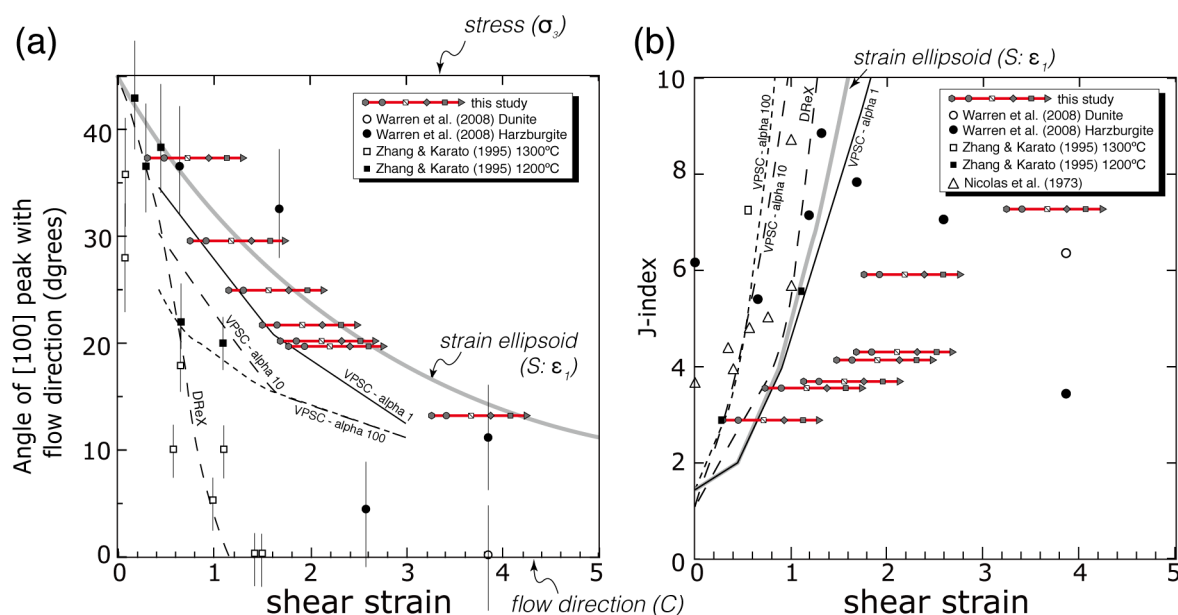 (a)
stress (σ₃)
40
30
20
10
0
Angle of [100] peak with
flow direction (dgrees)
this study
Warren et al. (2008) Dunite
Warren et al. (2008) Harzburgite
Zhang & Karato (1995) 1300ºC
Zhang & Karato (1995) 1200ºC
VPSC - alpha 10
VPSC - alpha 1
VPSC - alpha 100
DReX
strain ellipsoid
(S: ε₁)
0 1 2 3 4 5
shear strain
flow direction (C)
(b)
strain ellipsoid (S: ε₁)
10
8
6
4
2
0
J-index
VPSC - alpha 100
VPSC - alpha 10
DReX
VPSC - alpha 1
this study
Warren et al. (2008) Dunite
Warren et al. (2008) Harzburgite
Zhang & Karato (1995) 1300ºC
Zhang & Karato (1995) 1200ºC
Nicolas et al. (1973)
0 1 2 3 4 5
shear strain